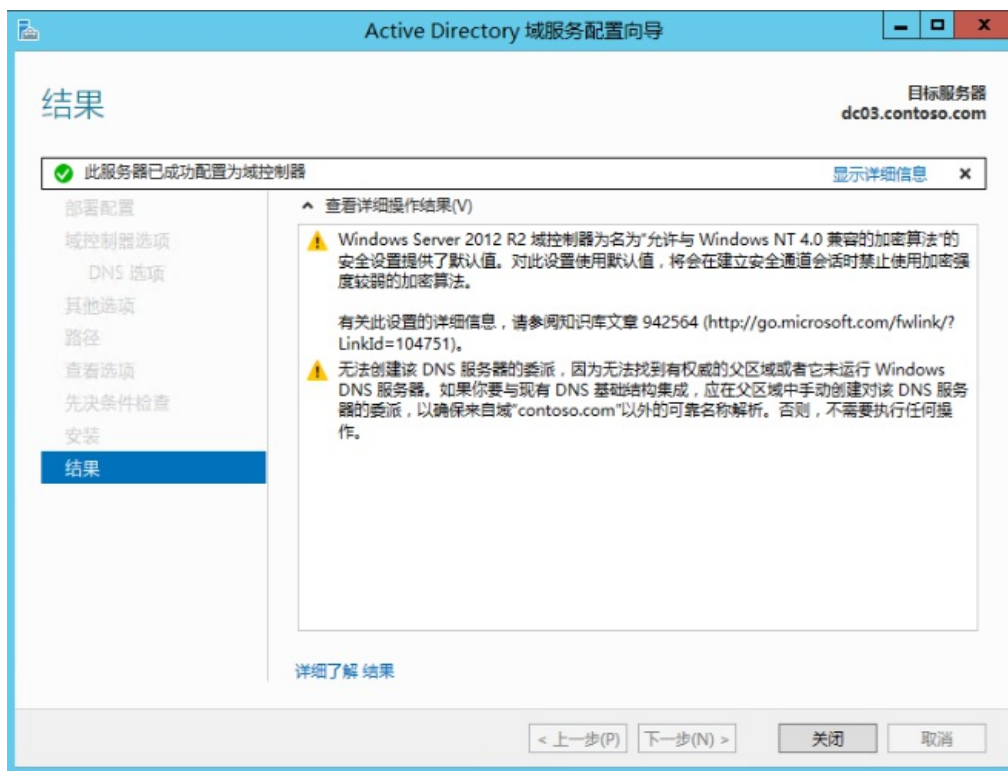 Active Directory 域服务配置向导
结果
目标服务器
dc03.contoso.com
此服务器已成功配置为域控制器
显示详细信息
部署配置
域控制器选项
DNS 选项
其他选项
路径
查看选项
先决条件检查
安装
结果
查看详细操作结果(V)
Windows Server 2012 R2 域控制器为名为“允许与 Windows NT 4.0 兼容的加密算法”的
安全设置提供了默认值。对此设置使用默认值，将会在建立安全通道会话时禁止使用加密强
度较弱的加密算法。
有关此设置的详细信息，请参阅知识库文章 942564 (http://go.microsoft.com/fwlink/?
LinkId=104751)。
无法创建该 DNS 服务器的委派，因为无法找到有权威的父区域或者它未运行 Windows
DNS 服务器。如果你要与现有 DNS 基础结构集成，应在父区域中手动创建对该 DNS 服务
器的委派，以确保来自域“contoso.com”以外的可靠名称解析。否则，不需要执行任何操
作。
详细了解 结果
< 上一步(P)
下一步(N) >
关闭
取消